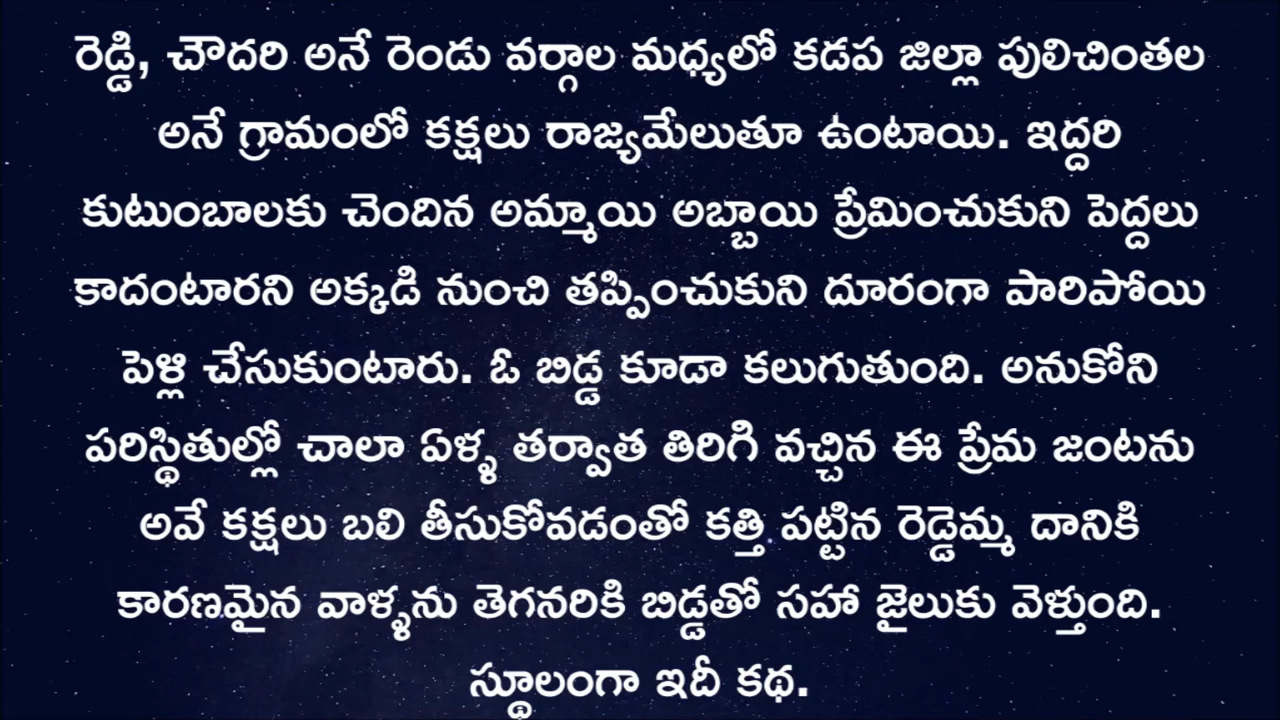 రెడ్డి, చౌదరి అనే రెండు వర్గాల మధ్యలో కడప జిల్లా పులిచింతల
అనే గ్రామంలో కక్షలు రాజ్యమేలుతూ ఉంటాయి. ఇద్దరి
కుటుంబాలకు చెందిన అమ్మాయి అబ్బాయి ప్రేమించుకుని పెద్దలు
కాదంటారని అక్కడి నుంచి తప్పించుకుని దూరంగా పారిపోయి
పెళ్లి చేసుకుంటారు. ఓ బిడ్డ కూడా కలుగుతుంది. అనుకోని
పరిస్థితుల్లో చాలా ఏళ్ళ తర్వాత తిరిగి వచ్చిన ఈ ప్రేమ జంటను
అవే కక్షలు బలి తీసుకోవడంతో కత్తి పట్టిన రెడ్డెమ్మ దానికి
కారణమైన వాళ్ళను తెగనరికి బిడ్డతో సహా జైలుకు వెళ్తుంది.
స్థూలంగా ఇదీ కథ.